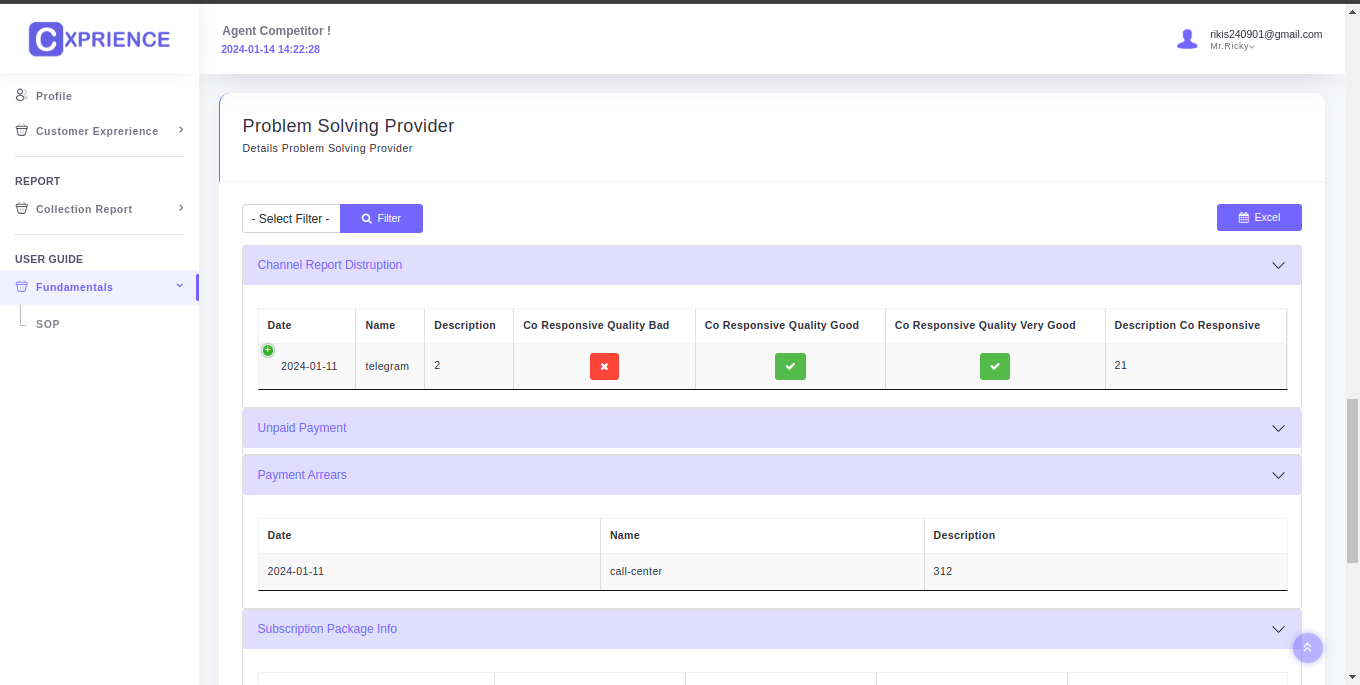 CXPRIENCE
Agent Competitor !
2024-01-14 14:22:28
rikis240901@gmail.com
Mr.Ricky
Profile
Customer Exprerience
REPORT
Collection Report
USER GUIDE
Fundamentals
SOP
Problem Solving Provider
Details Problem Solving Provider
- Select Filter - Filter Excel
Channel Report Distruption
Date Name Description Co Responsive Quality Bad Co Responsive Quality Good Co Responsive Quality Very Good Description Co Responsive
2024-01-11 telegram 2 21
Unpaid Payment
Payment Arrears
Date Name Description
2024-01-11 call-center 312
Subscription Package Info